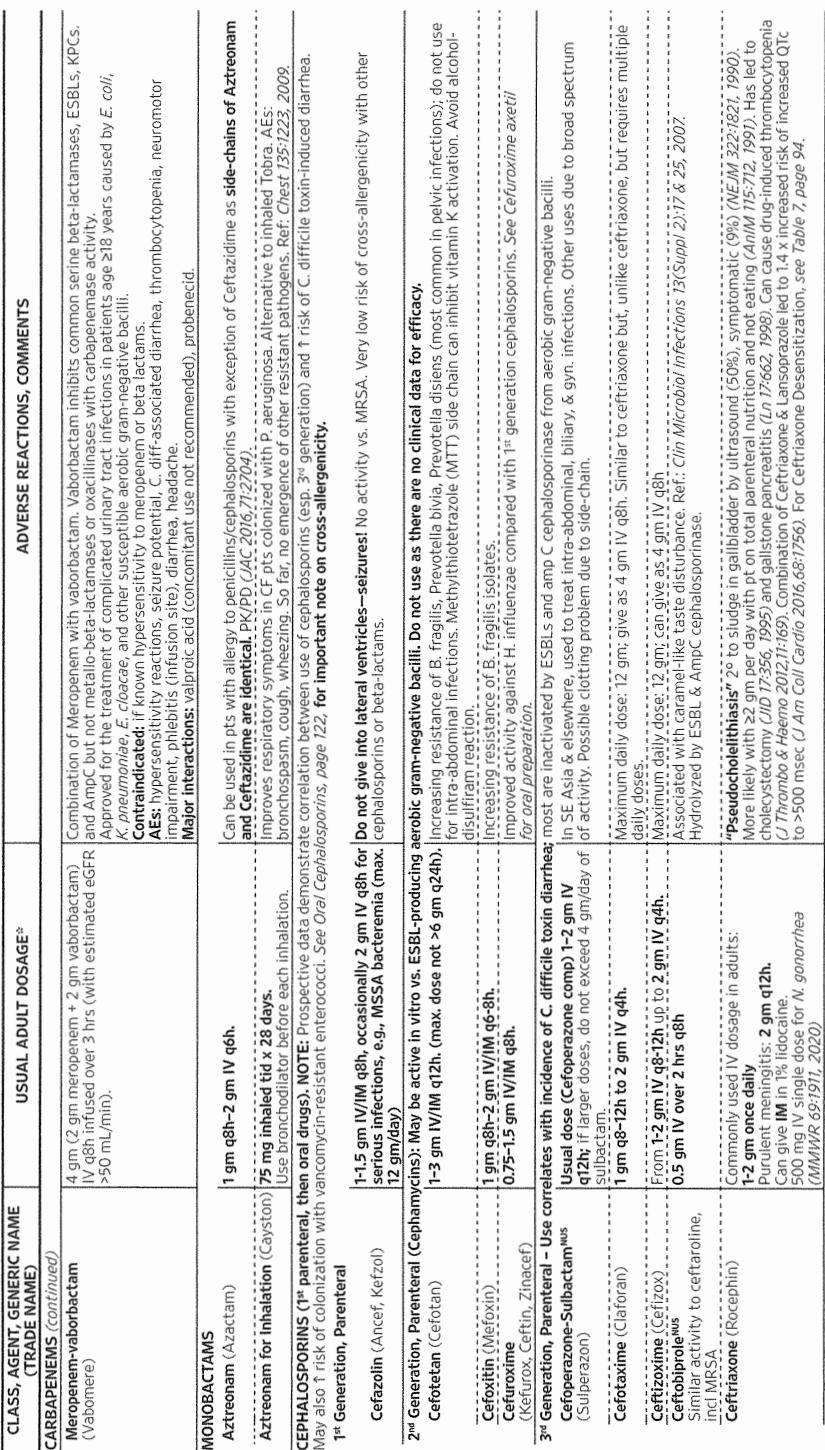 CLASS, AGENT, GENERIC NAME
(TRADE NAME)
USUAL ADULT DOSAGE*
ADVERSE REACTIONS, COMMENTS
CARBAPENEMS (continued)
Meropenem-vaborbactam
(Vabomere)
4 gm (2 gm meropenem + 2 gm vaborbactam)
IV q8h infused over 3 hrs (with estimated eGFR
>50 mL/min).
Combination of Meropenem with vaborbactam. Vaborbactam inhibits common serine beta-lactamases, ESBLs, KPCs.
and AmpC but not metallo-beta-lactamases or oxacillinases with carbapenemase activity.
Approved for the treatment of complicated urinary tract infections in patients age ≥18 years caused by E. coli,
K. pneumoniae, E. cloacae, and other susceptible aerobic gram-negative bacilli.
Contraindicated: if known hypersensitivity to meropenem or beta lactams.
AEs: hypersensitivity reactions, seizure potential, C. diff-associated diarrhea, thrombocytopenia, neuromotor
impairment, phlebitis (infusion site), diarrhea, headache.
Major interactions: valproic acid (concomitant use not recommended), probenecid.
MONOBACTAMS
Aztreonam (Azactam)
1 gm q8h–2 gm IV q6h.
Can be used in pts with allergy to penicillins/cephalosporins with exception of Ceftazidime as side-chains of Aztreonam
and Ceftazidime are identical. PK/PD (JAC 2016,71:2704).
Aztreonam for inhalation (Cayston)
75 mg inhaled tid x 28 days.
Use bronchodilator before each inhalation.
Improves respiratory symptoms in CF pts colonized with P. aeruginosa. Alternative to inhaled Tobra. AEs:
bronchospasm, cough, wheezing. So far, no emergence of other resistant pathogens. Ref: Chest 135:1223, 2009.
CEPHALOSPORINS (1st parenteral, then oral drugs). NOTE: Prospective data demonstrate correlation between use of cephalosporins (esp. 3rd generation) and ↑ risk of C. difficile toxin-induced diarrhea.
May also ↑ risk of colonization with vancomycin-resistant enterococci. See Oral Cephalosporins, page 122, for important note on cross-allergenicity.
1st Generation, Parenteral
Cefazolin (Ancef, Kefzol)
1-1.5 gm IV/IM q8h, occasionally 2 gm IV q8h for
serious infections, e.g., MSSA bacteremia (max.
12 gm/day)
Do not give into lateral ventricles—seizures! No activity vs. MRSA. Very low risk of cross-allergenicity with other
cephalosporins or beta-lactams.
2nd Generation, Parenteral (Cephamycins): May be active in vitro vs. ESBL-producing aerobic gram-negative bacilli. Do not use as there are no clinical data for efficacy.
Cefotetan (Cefotan)
1-3 gm IV/IM q12h. (max. dose not >6 gm q24h).
Increasing resistance of B. fragilis, Prevotella bivia, Prevotella disiens (most common in pelvic infections); do not use
for intra-abdominal infections. Methylthiotetrazole (MTT) side chain can inhibit vitamin K activation. Avoid alcohol-
disulfiram reaction.
Cefoxitin (Mefoxin)
1 gm q8h–2 gm IV/IM q6-8h.
Increasing resistance of B. fragilis isolates.
Cefuroxime
(Kefurox, Ceftin, Zinacef)
0.75-1.5 gm IV/IM q8h.
Improved activity against H. influenzae compared with 1st generation cephalosporins. See Cefuroxime axetil
for oral preparation.
3rd Generation, Parenteral – Use correlates with incidence of C. difficile toxin diarrhea; most are inactivated by ESBLs and amp C cephalosporinase from aerobic gram-negative bacilli.
Cefoperazone-SulbactamNUS
(Sulperazon)
Usual dose (Cefoperazone comp) 1-2 gm IV
q12h; if larger doses, do not exceed 4 gm/day of
sulbactam.
In SE Asia & elsewhere, used to treat intra-abdominal, biliary, & gyn. infections. Other uses due to broad spectrum
of activity. Possible clotting problem due to side-chain.
Cefotaxime (Claforan)
1 gm q8-12h to 2 gm IV q4h.
Maximum daily dose: 12 gm; give as 4 gm IV q8h. Similar to ceftriaxone but, unlike ceftriaxone, but requires multiple
daily doses.
Ceftizoxime (Cefizox)
From 1-2 gm IV q8-12h up to 2 gm IV q4h.
Maximum daily dose: 12 gm; can give as 4 gm IV q8h
CeftobiproleNUS
Similar activity to ceftaroline,
incl MRSA
0.5 gm IV over 2 hrs q8h
Associated with caramel-like taste disturbance. Ref.: Clin Microbiol Infections 13(Suppl 2):17 & 25, 2007.
Hydrolyzed by ESBL & AmpC cephalosporinase.
Ceftriaxone (Rocephin)
Commonly used IV dosage in adults:
1-2 gm once daily
Purulent meningitis: 2 gm q12h.
Can give IM in 1% lidocaine.
500 mg IV single dose for N. gonorrhea
(MMWR 69:1911, 2020)
"Pseudocholelithiasis" 2° to sludge in gallbladder by ultrasound (50%), symptomatic (9%) (NEJM 322:1821, 1990).
More likely with ≥2 gm per day with pt on total parenteral nutrition and not eating (AnIM 115:712, 1991). Has led to
cholecystectomy (JID 17:356, 1995) and gallstone pancreatitis (Ln 17:662, 1998). Can cause drug-induced thrombocytopenia
(J Thrombo & Haemo 2012,11:169). Combination of Ceftriaxone & Lansoprazole led to 1.4 x increased risk of increased QTc
to >500 msec (J Am Coll Cardio 2016,68:1756). For Ceftriaxone Desensitization, see Table 7, page 94.